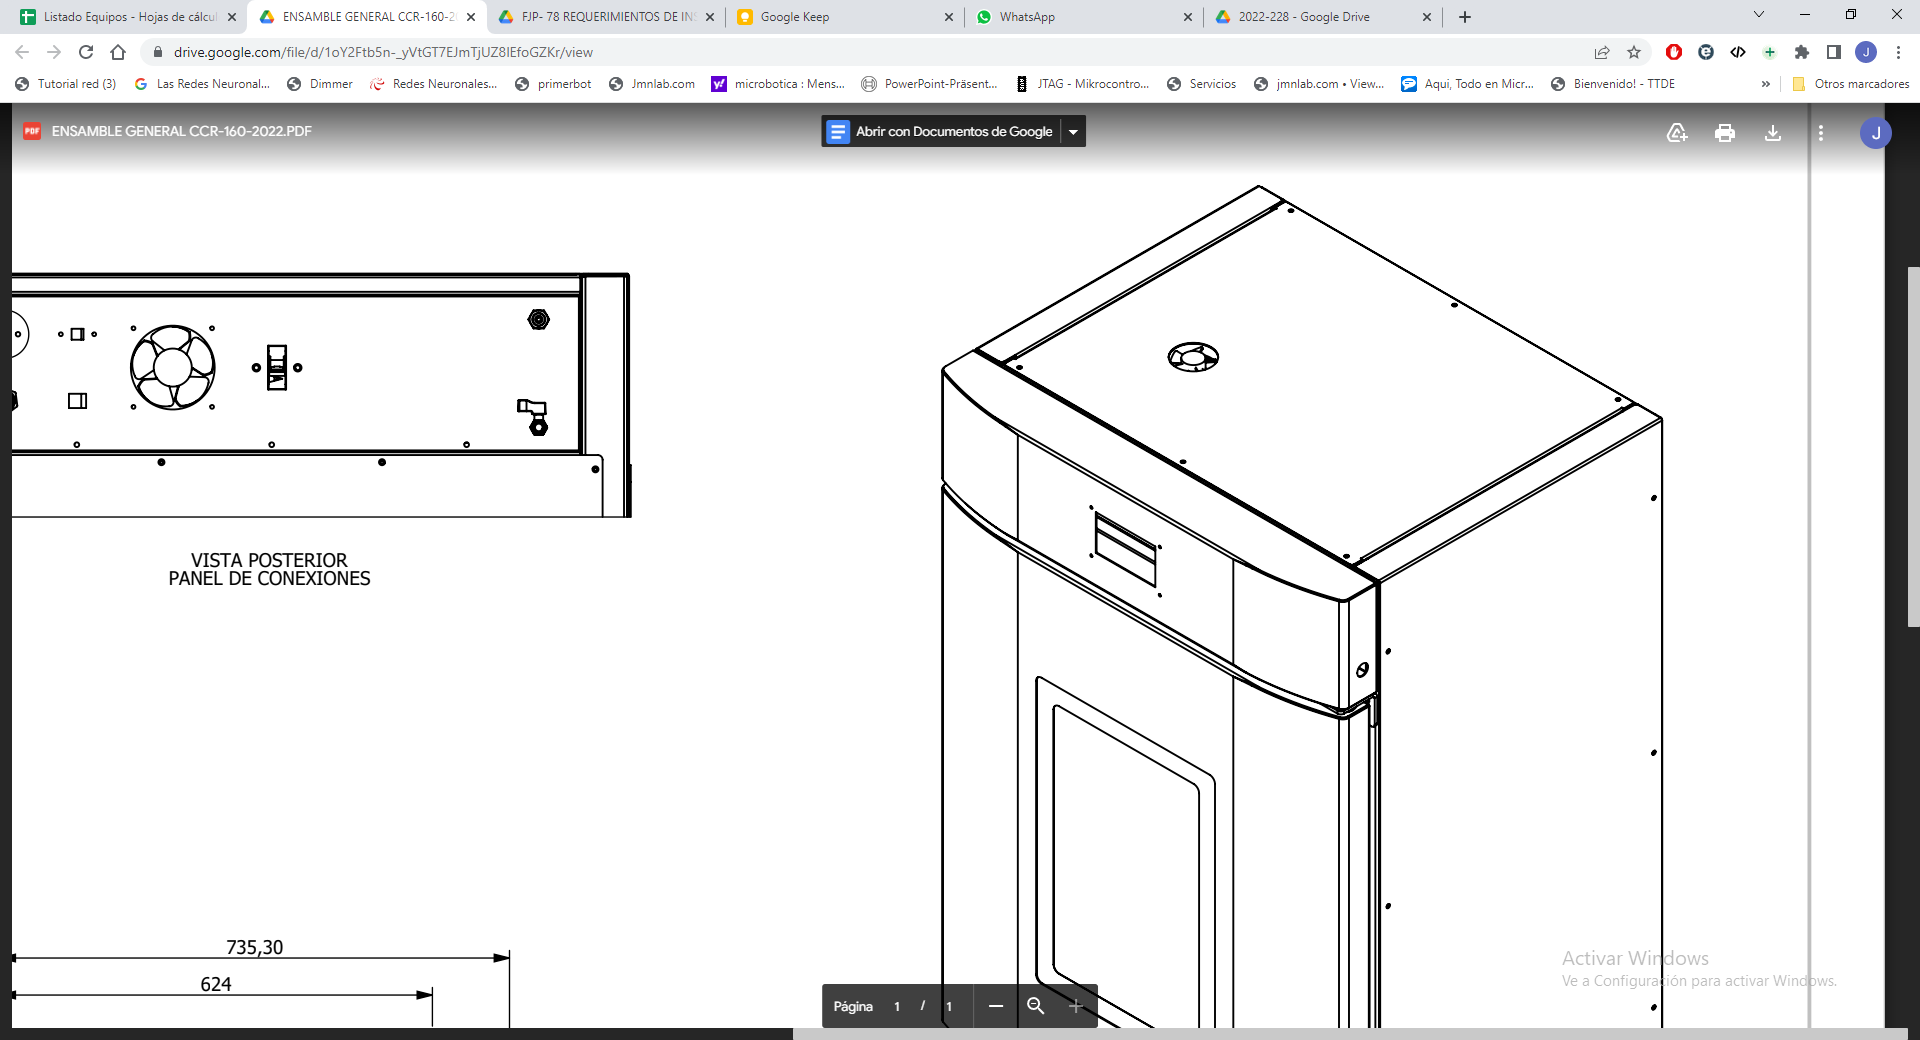 Listado Equipos - Hojas de cálcul
ENSAMBLE GENERAL CCR-160-2
FJP- 78 REQUERIMIENTOS DE INS
Google Keep
WhatsApp
2022-228 - Google Drive
drive.google.com/file/d/1oY2Ftb5n-_yVtGT7EJmTjUZ8IEfoGZKr/view
J
Tutorial red (3)
Las Redes Neuronal...
Dimmer
Redes Neuronales...
primerbot
Jmnlab.com
microbotica : Mens...
PowerPoint-Präsent...
JTAG - Mikrocontro...
Servicios
jmnlab.com • View...
Aqui, Todo en Micr...
Bienvenido! - TTDE
»
Otros marcadores
PDF
ENSAMBLE GENERAL CCR-160-2022.PDF
Abrir con Documentos de Google
J
VISTA POSTERIOR
PANEL DE CONEXIONES
735,30
624
Activar Windows
Ve a Configuración para activar Windows.
Página 1 / 1